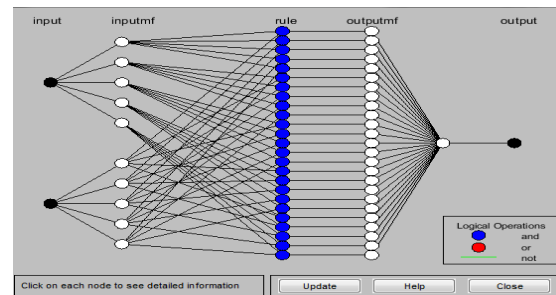 input inputmf rule outputmf output
Logical Operations
and
or
not
Click on each node to see detailed information Update Help Close